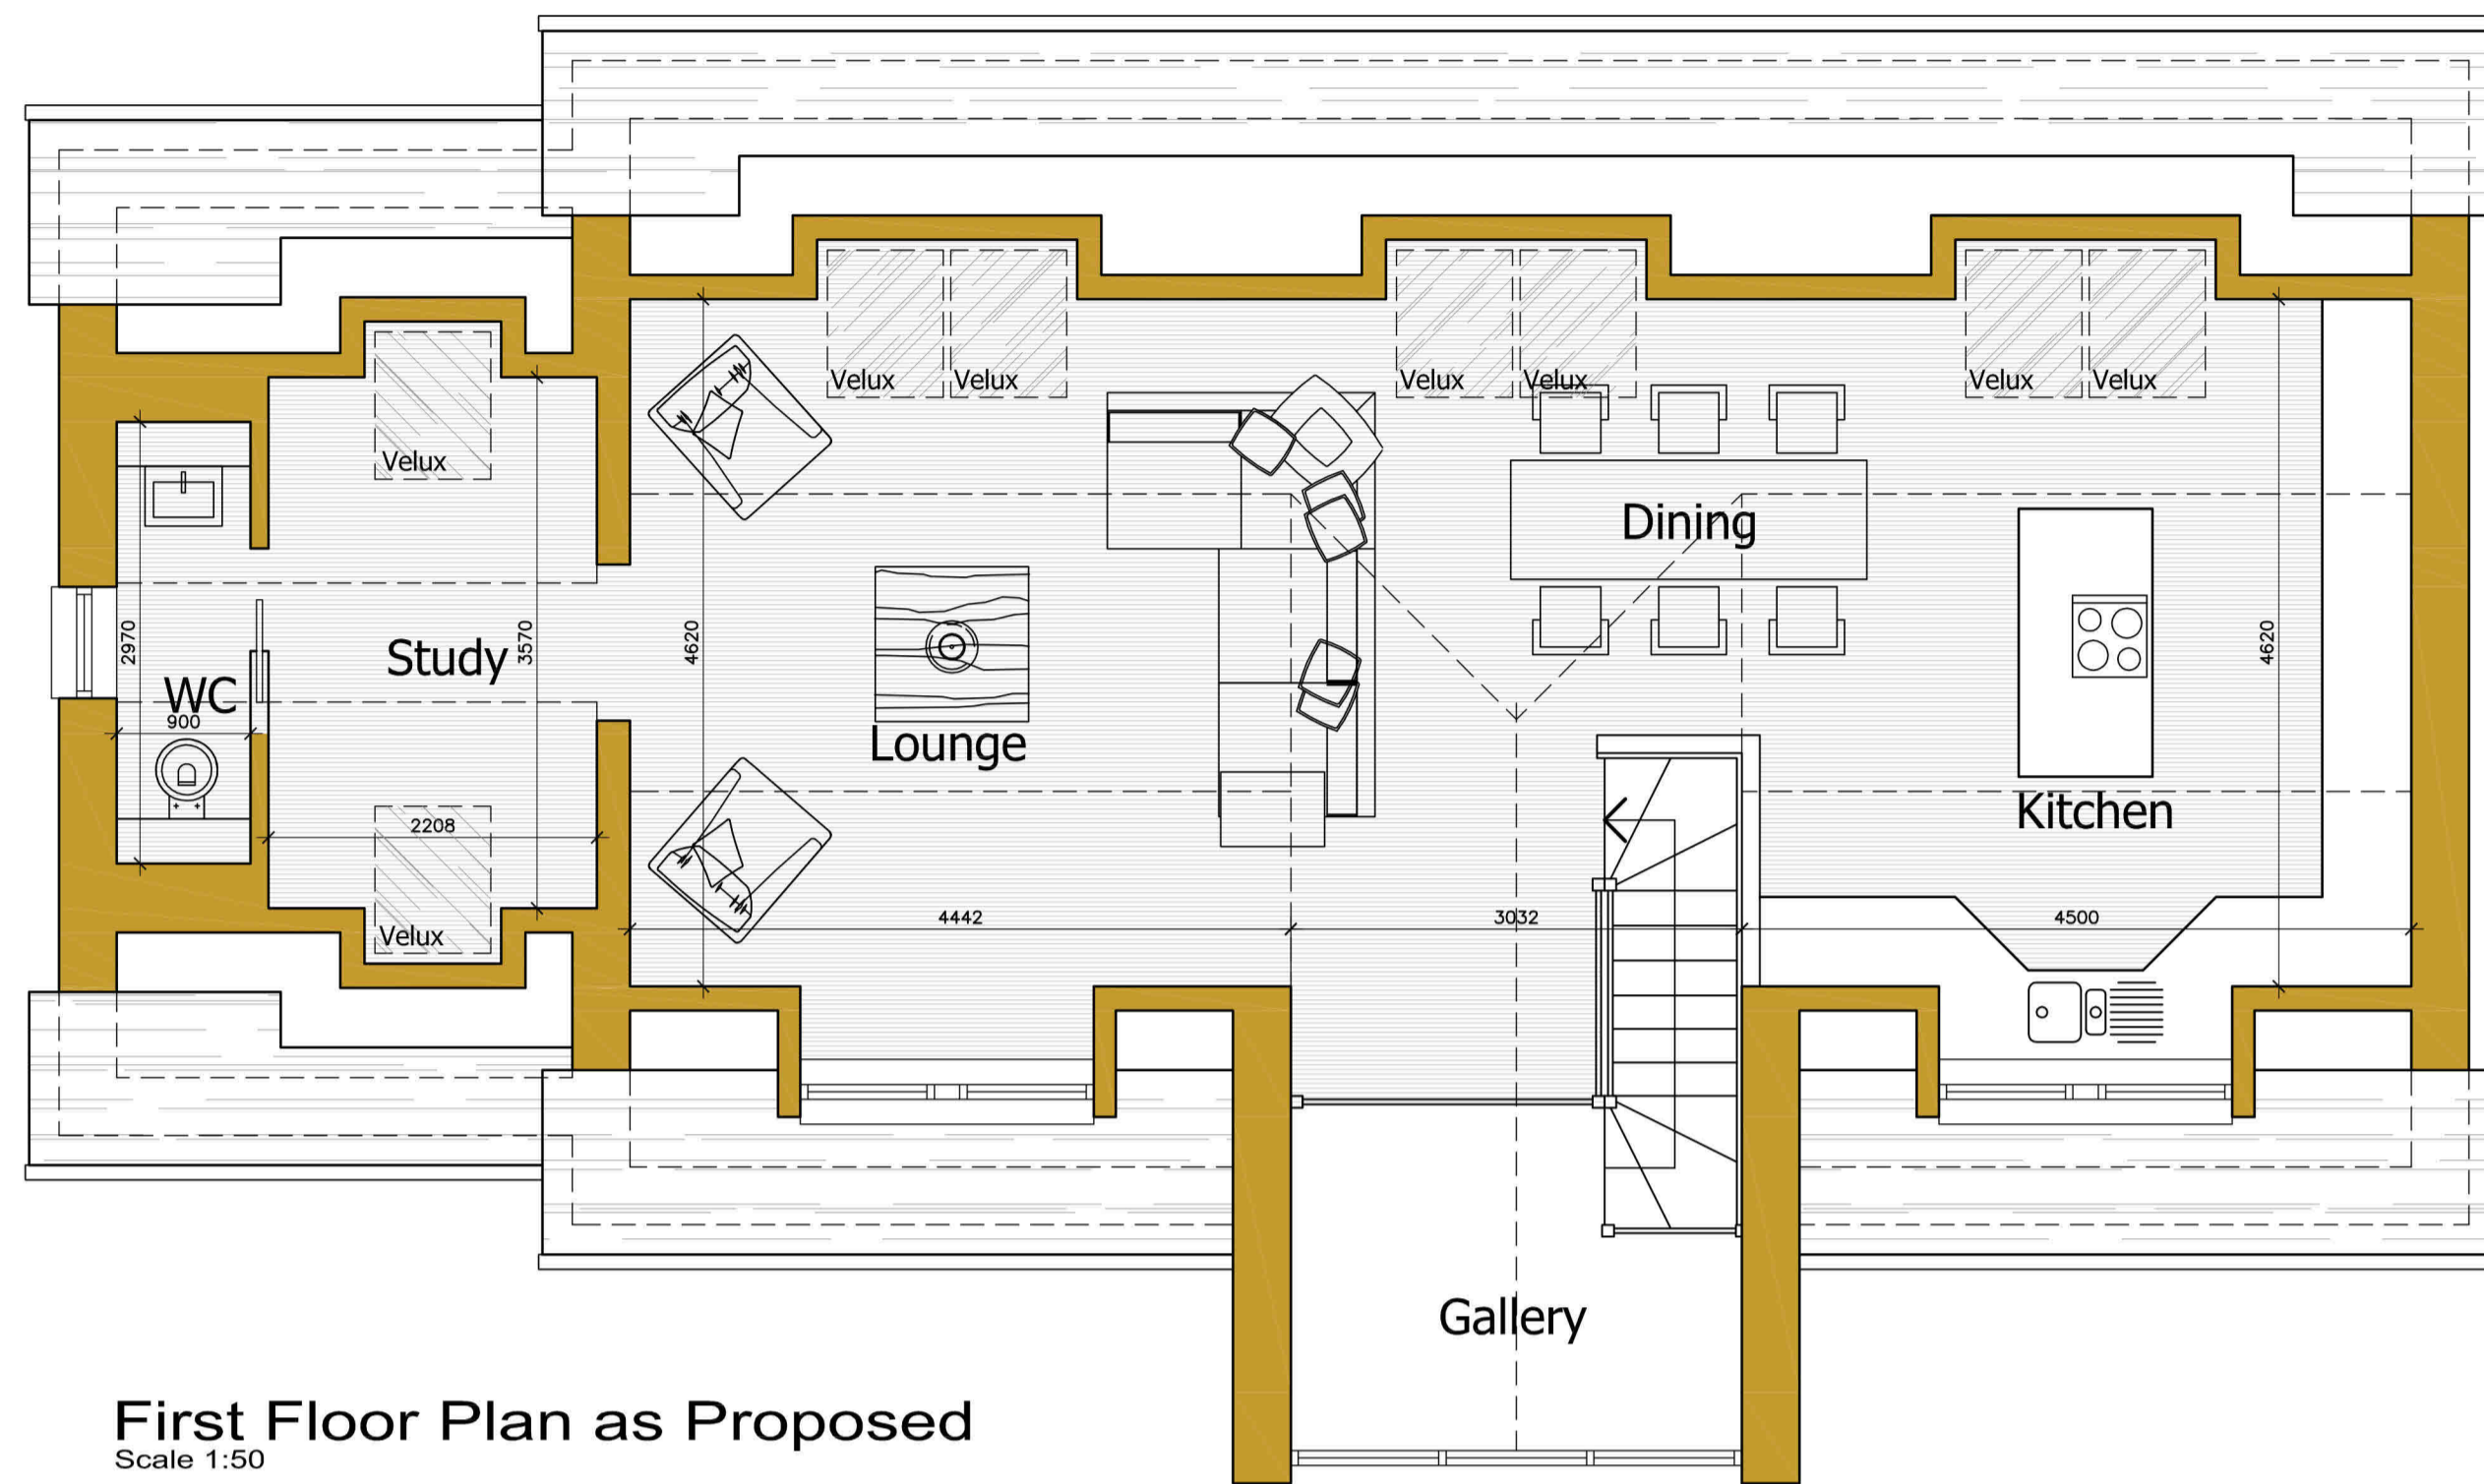 Velux
Velux
Velux
Velux
Velux
Velux
Velux
Dining
2970
Study
3570
4620
4620
WC
900
Lounge
Kitchen
2208
Velux
4442
3032
4500
Gallery
First Floor Plan as Proposed
Scale 1:50